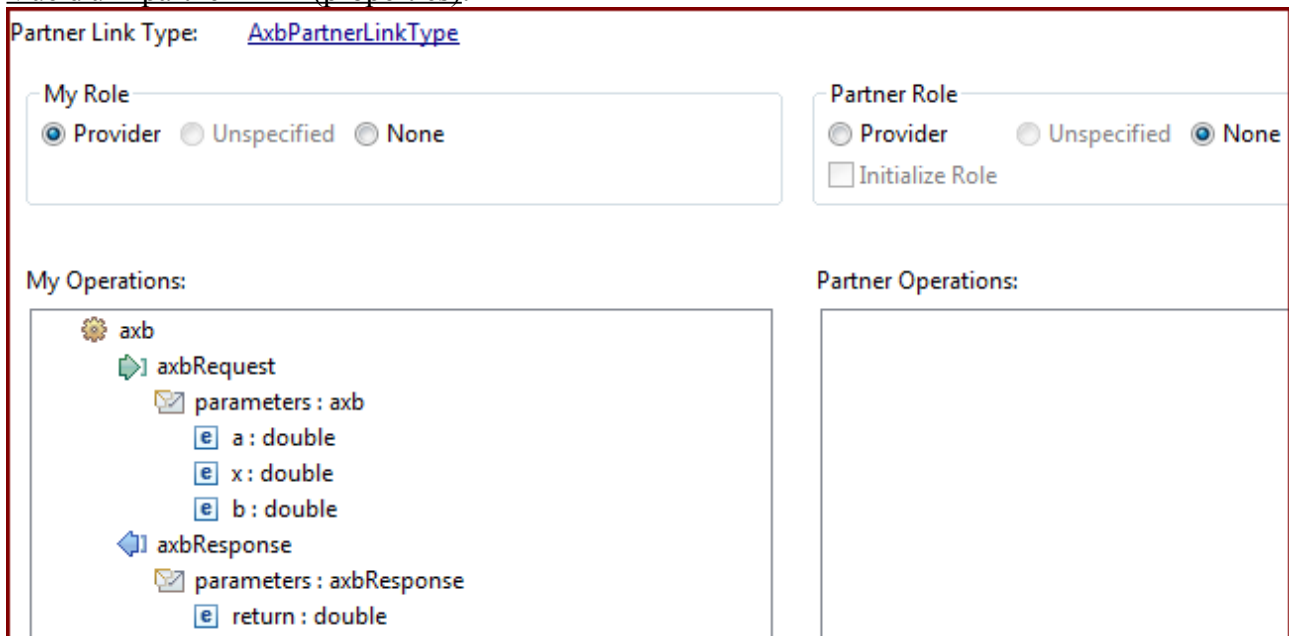 (properties):
Partner Link Type: AxbPartnerLinkType
My Role
Partner Role
Provider Unspecified None
Provider Unspecified None
Initialize Role
My Operations:
Partner Operations:
axb
axbRequest
parameters : axb
e a : double
e x : double
e b : double
axbResponse
parameters : axbResponse
e return : double